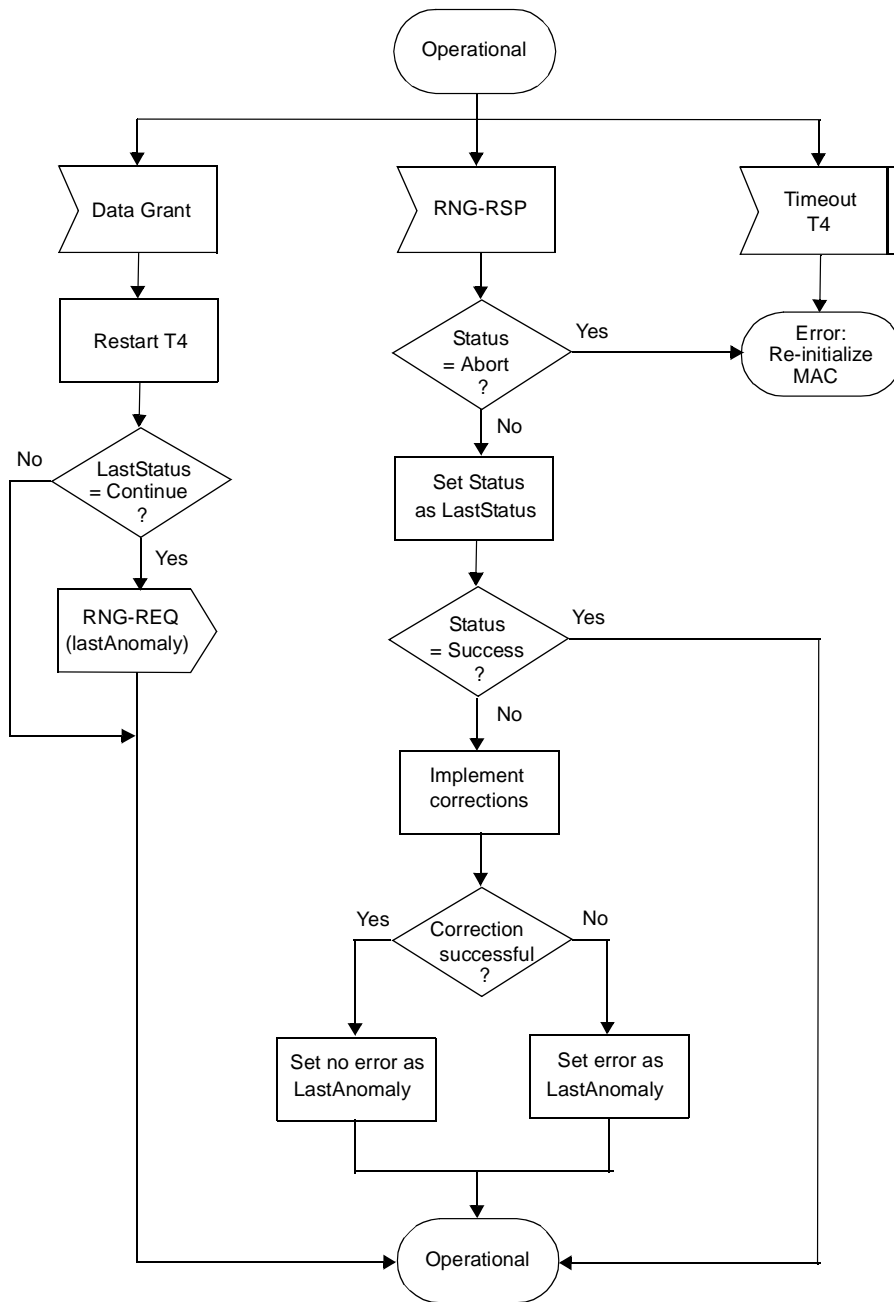 Operational
Data Grant
RNG-RSP
Timeout
T4
Restart T4
Status
= Abort
?
Yes
Error:
Re-initialize
MAC
No
No
LastStatus
= Continue
?
Yes
Set Status
as LastStatus
RNG-REQ
(lastAnomaly)
Status
= Success
?
Yes
No
Implement
corrections
Yes
Correction
successful
?
No
Set no error as
LastAnomaly
Set error as
LastAnomaly
Operational